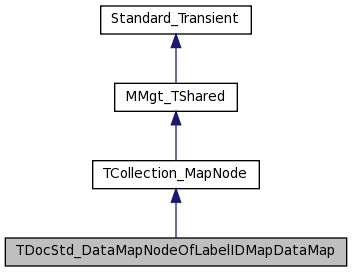 Standard_Transient
MMgt_TShared
TCollection_MapNode
TDocStd_DataMapNodeOfLabelIDMapDataMap